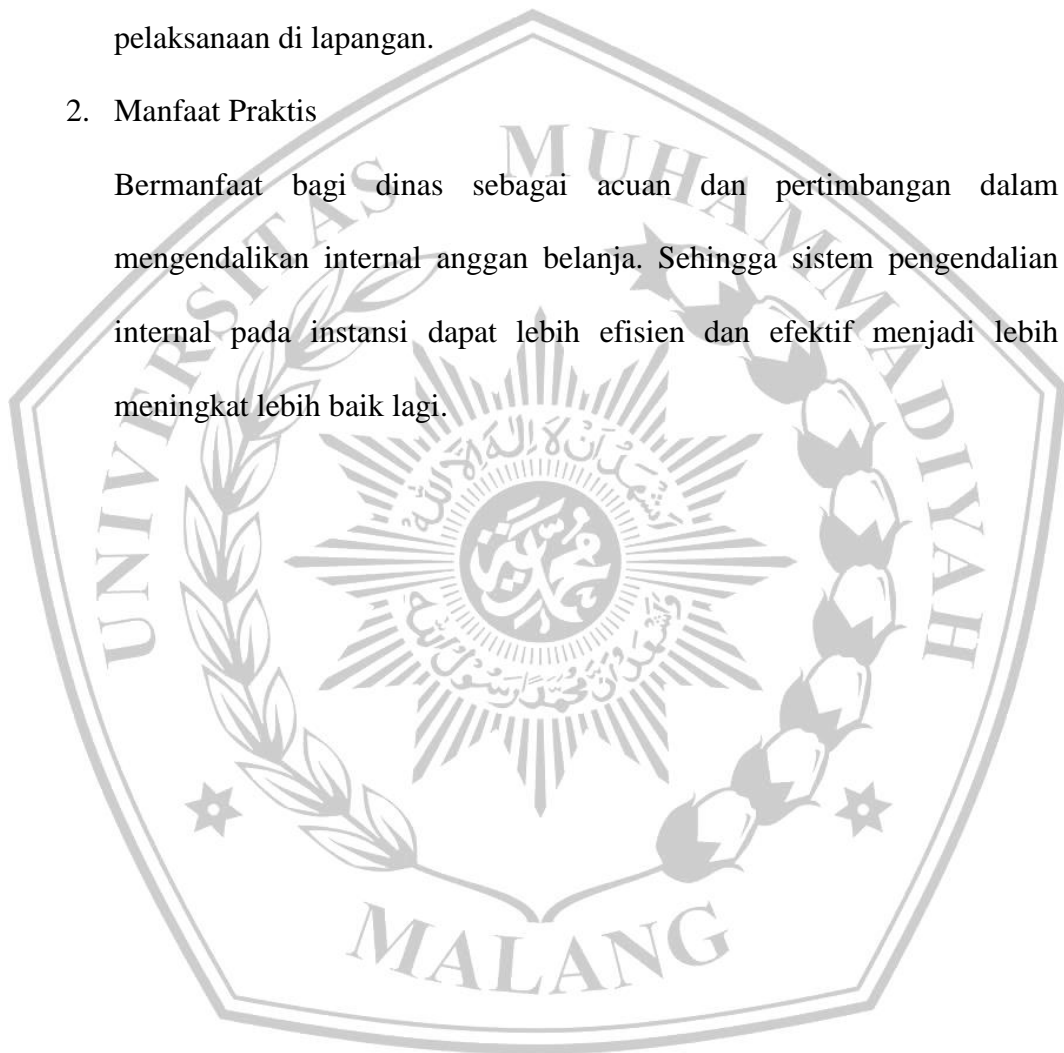 pelaksanaan di lapangan.
2. Manfaat Praktis
Bermanfaat bagi dinas sebagai acuan dan pertimbangan dalam
mengendalikan internal anggan belanja. Sehingga sistem pengendalian
internal pada instansi dapat lebih efisien dan efektif menjadi lebih
meningkat lebih baik lagi.
UNIVERSITAS MUHAMMADIYAH
MALANG